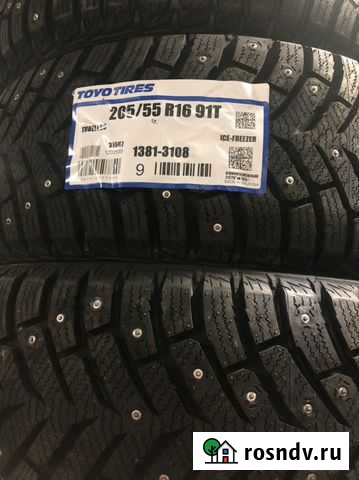 TOYO TIRES
205/55 R16 91T
ICE-FREEZER
1381-3108
9
rosndv.ru